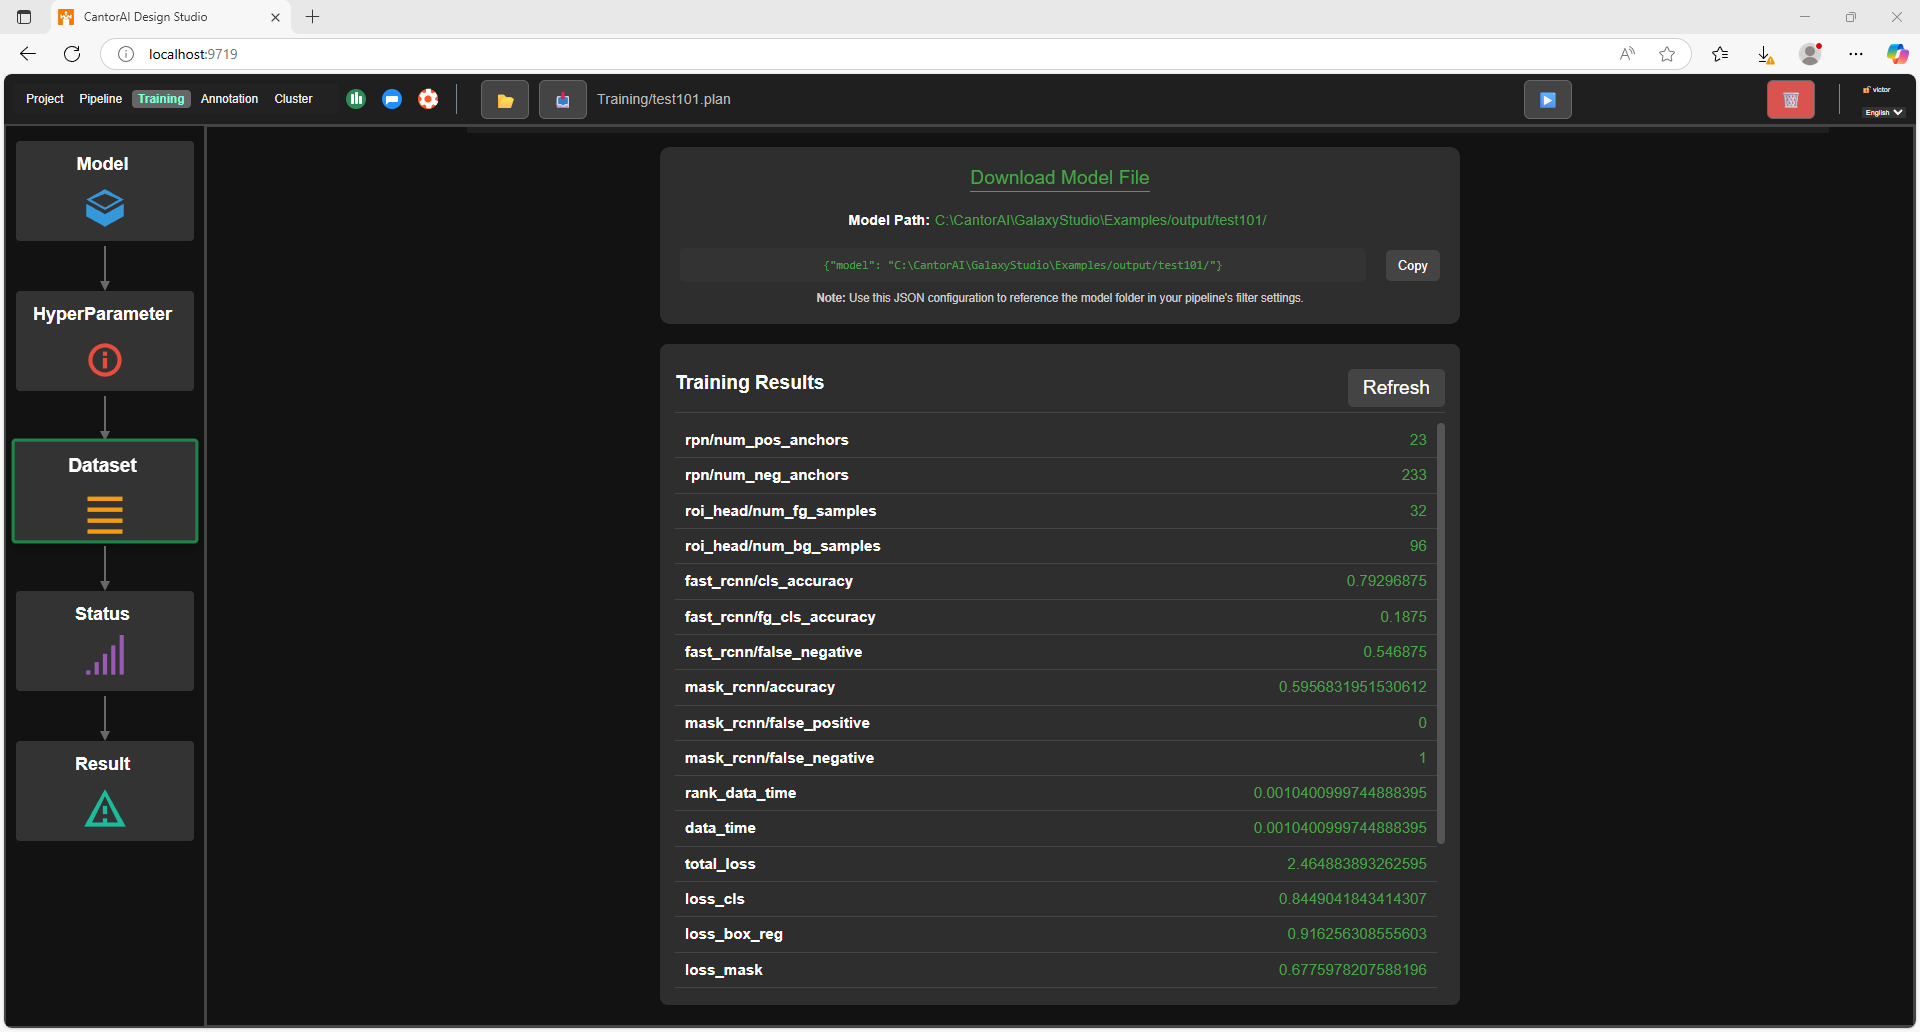 CantorAI Design Studio
localhost:9719
Project Pipeline Training Annotation Cluster
Training/test101.plan
victor
English
Model
HyperParameter
Dataset
Status
Result
Download Model File
Model Path: C:\CantorAI\GalaxyStudio\Examples/output/test101/
{"model": "C:\CantorAI\GalaxyStudio\Examples/output/test101/"}
Copy
Note: Use this JSON configuration to reference the model folder in your pipeline's filter settings.
Training Results
Refresh
rpn/num_pos_anchors 23
rpn/num_neg_anchors 233
roi_head/num_fg_samples 32
roi_head/num_bg_samples 96
fast_rcnn/cls_accuracy 0.79296875
fast_rcnn/fg_cls_accuracy 0.1875
fast_rcnn/false_negative 0.546875
mask_rcnn/accuracy 0.5956831951530612
mask_rcnn/false_positive 0
mask_rcnn/false_negative 1
rank_data_time 0.0010400999744888395
data_time 0.0010400999744888395
total_loss 2.464883893262595
loss_cls 0.8449041843414307
loss_box_reg 0.916256308555603
loss_mask 0.6775978207588196